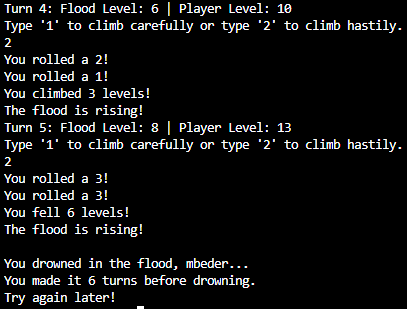 Turn 4: Flood Level: 6 | Player Level: 10
Type '1' to climb carefully or type '2' to climb hastily.
2
You rolled a 2!
You rolled a 1!
You climbed 3 levels!
The flood is rising!
Turn 5: Flood Level: 8 | Player Level: 13
Type '1' to climb carefully or type '2' to climb hastily.
2
You rolled a 3!
You rolled a 3!
You fell 6 levels!
The flood is rising!
You drowned in the flood, mbeder...
You made it 6 turns before drowning.
Try again later!